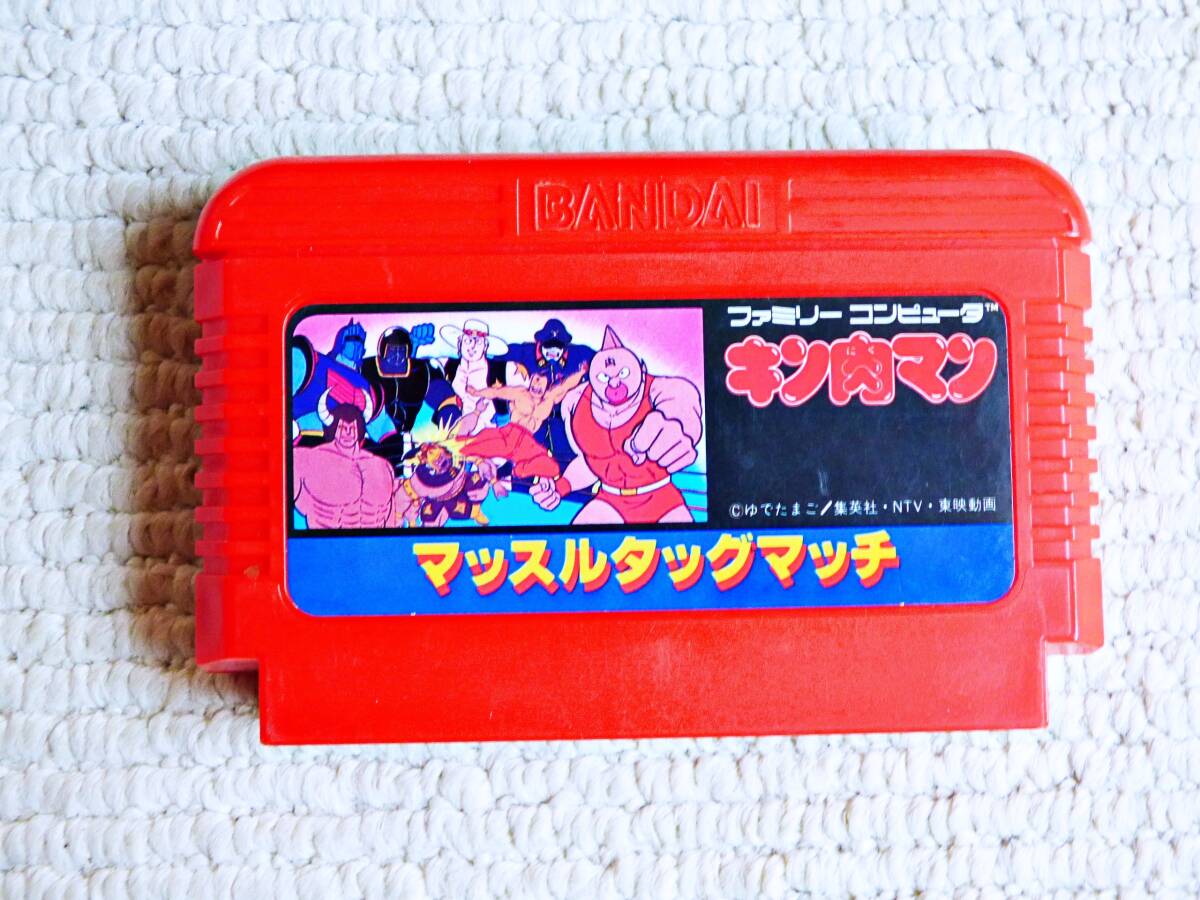 BANDAI
ファミリー コンピュータ™
キン肉マン
肉
©ゆでたまご/集英社・NTV・東映動画
マッスルタッグマッチ